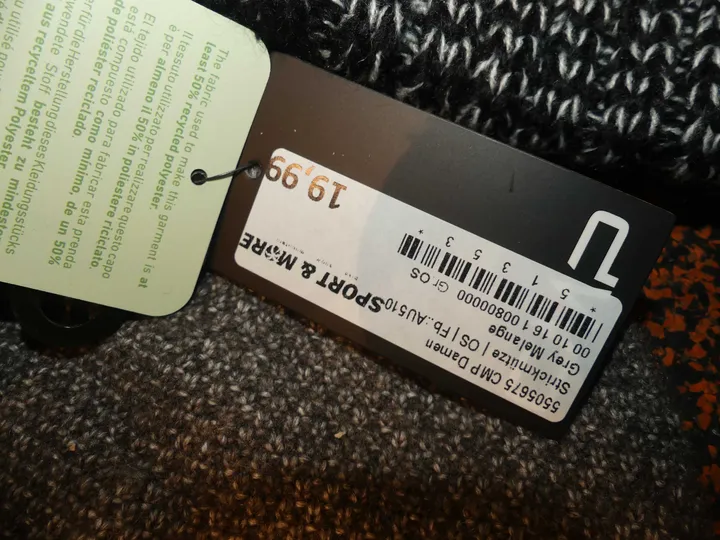 The fabric used to make this garment is at
least 50% recycled polyester.
Il tessuto utilizzato per realizzare questo capo
è per almeno il 50% in poliestere riciclato.
El tejido utilizado para fabricar esta prenda
está compuesto como mínimo de un 50%
de poliéster reciclado.
für die Herstellung dieses Kleidungsstücks
wendete Stoff besteht zu mindestens
aus recyceltem Polyester
5505675 CMP Damen
Strickmütze | OS | Fb.:AU510-
Grey Melange
00 10 16 1 00800000 Gr OS
* 5 1 3 5 3 *
SPORT & MORE
19,99